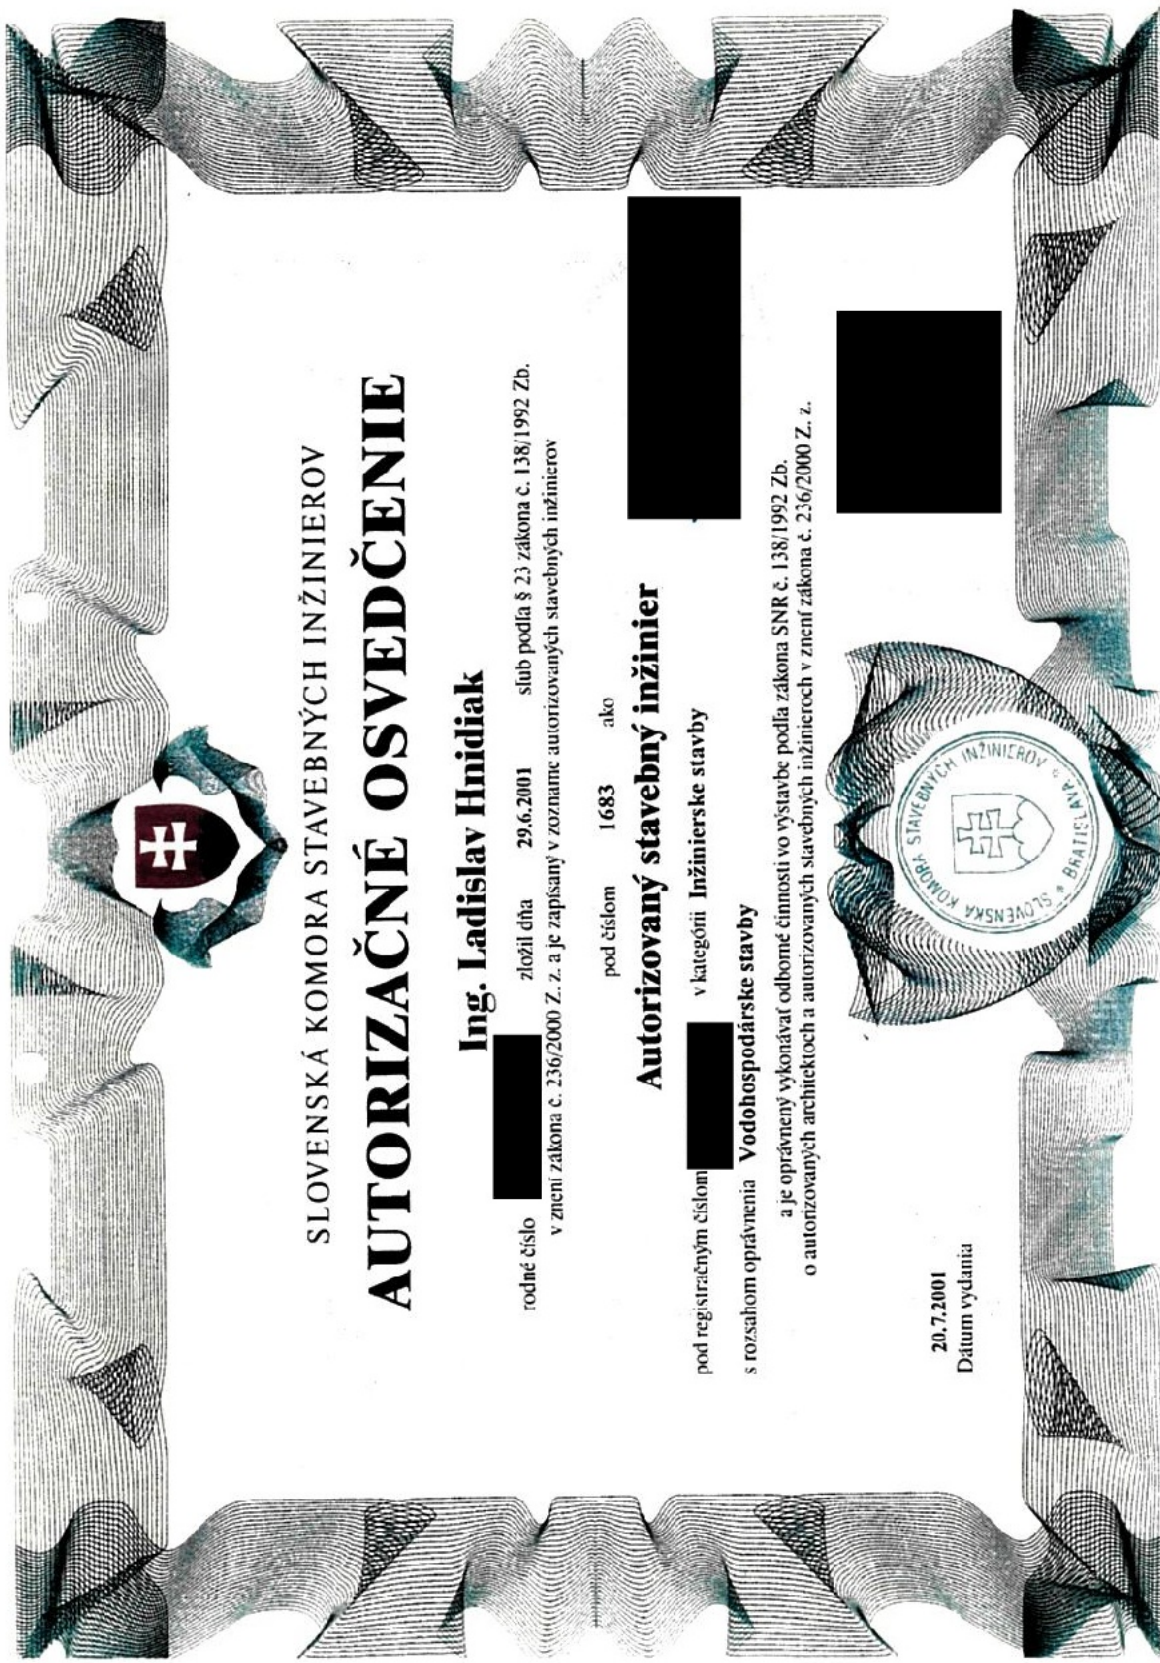 SLOVENSKÁ KOMORA STAVEBNÝCH INŽINIEROV
AUTORIZAČNÉ OSVEDČENIE
Ing. Ladislav Hnidiak
rodné číslo zložil dňa 29.6.2001 sľub podľa § 23 zákona č. 138/1992 Zb.
v znení zákona č. 236/2000 Z. z. a je zapísaný v zozname autorizovaných stavebných inžinierov
pod číslom 1683 ako
Autorizovaný stavebný inžinier
pod registračným číslom v kategórii Inžinierske stavby
s rozsahom oprávnenia Vodohospodárske stavby
a je oprávnený vykonávať odborné činnosti vo výstavbe podľa zákona SNR č. 138/1992 Zb.
o autorizovaných architektoch a autorizovaných stavebných inžinieroch v znení zákona č. 236/2000 Z. z.
SLOVENSKÁ KOMORA STAVEBNÝCH INŽINIEROV * BRATISLAVA *
20.7.2001
Dátum vydania